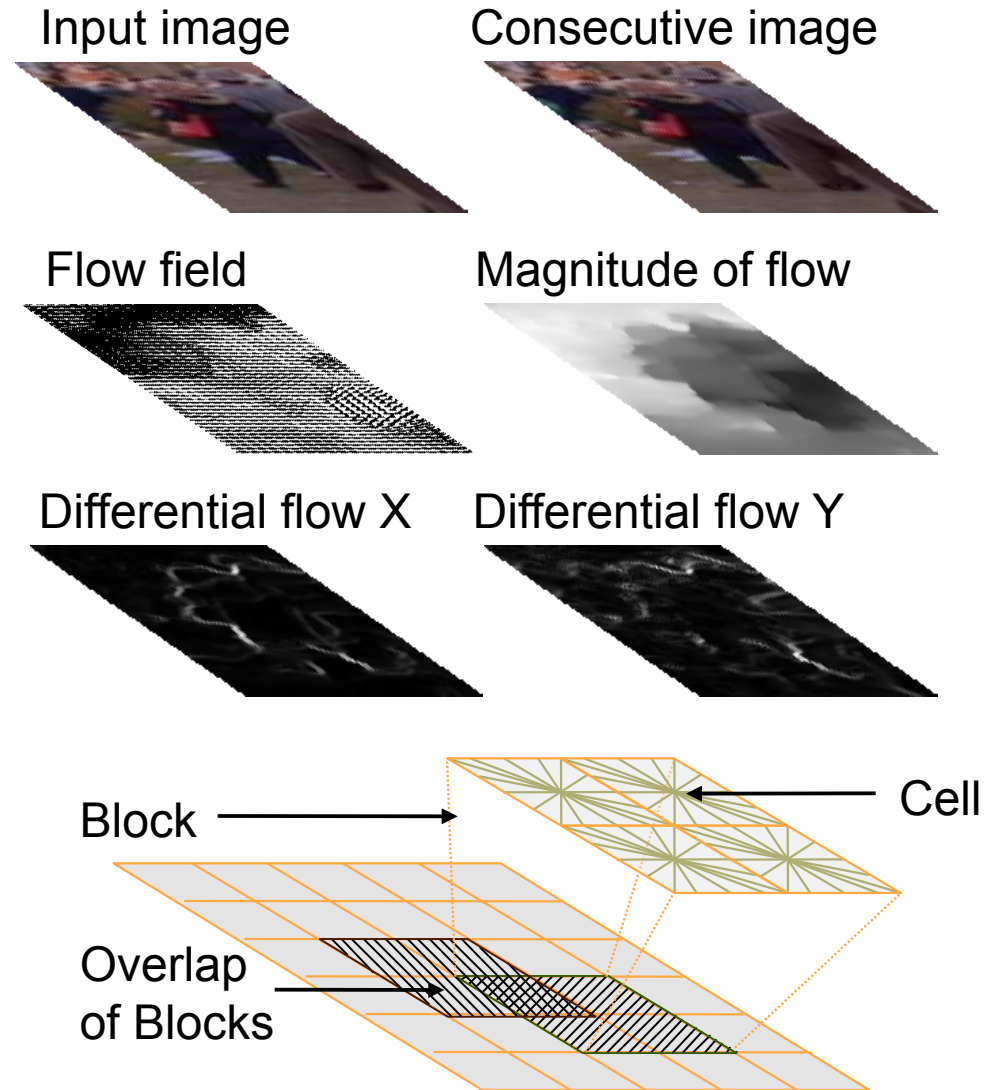 Input image
Consecutive image
Flow field
Magnitude of flow
Differential flow X
Differential flow Y
Block
Cell
Overlap
of Blocks